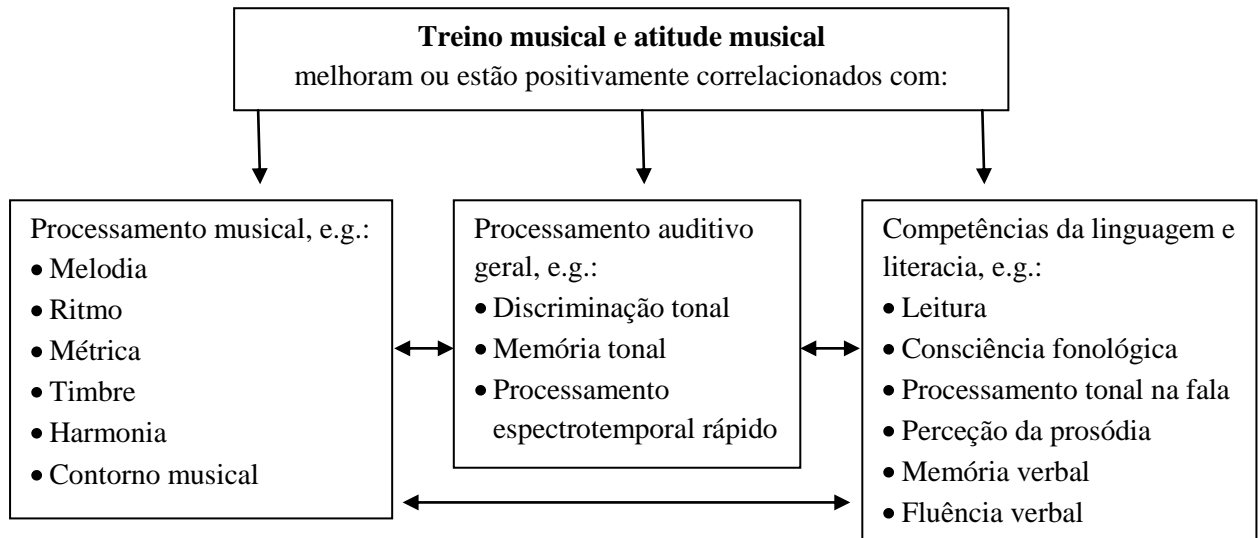 Treino musical e atitude musical
melhoram ou estão positivamente correlacionados com:
Processamento musical, e.g.:
• Melodia
• Ritmo
• Métrica
• Timbre
• Harmonia
• Contorno musical
Processamento auditivo
geral, e.g.:
• Discriminação tonal
• Memória tonal
• Processamento
espectrotemporal rápido
Competências da linguagem e
literacia, e.g.:
• Leitura
• Consciência fonológica
• Processamento tonal na fala
• Perceção da prosódia
• Memória verbal
• Fluência verbal